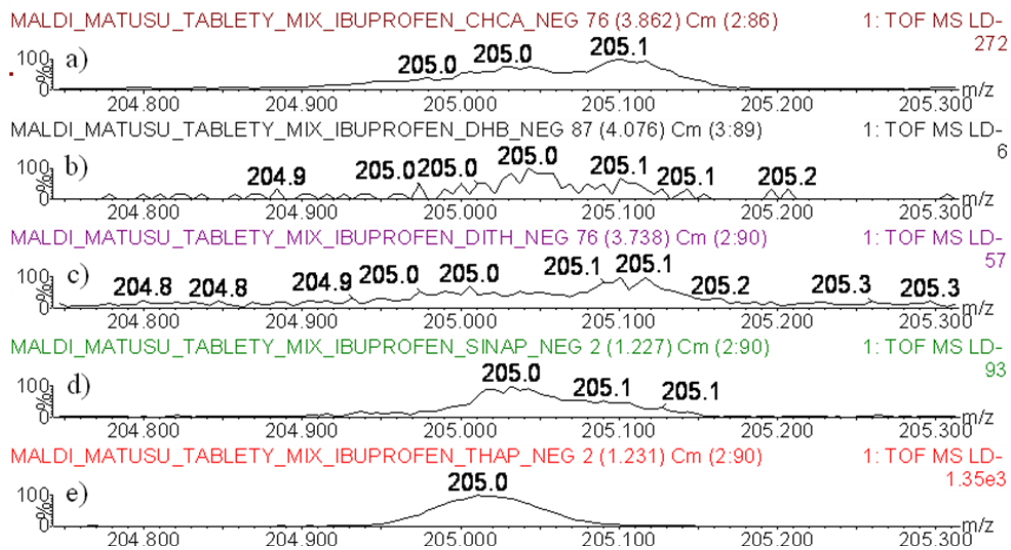 MALDI_MATUSU_TABLETY_MIX_IBUPROFEN_CHCA_NEG 76 (3.862) Cm (2:86) 1: TOF MS LD-
272
a) 205.0 205.0 205.1
100
%
0
204.800 204.900 205.000 205.100 205.200 205.300 m/z
MALDI_MATUSU_TABLETY_MIX_IBUPROFEN_DHB_NEG 87 (4.076) Cm (3:89) 1: TOF MS LD-
6
b) 204.9 205.0 205.0 205.0 205.1 205.1 205.2
100
%
0
204.800 204.900 205.000 205.100 205.200 205.300 m/z
MALDI_MATUSU_TABLETY_MIX_IBUPROFEN_DITH_NEG 76 (3.738) Cm (2:90) 1: TOF MS LD-
57
c) 204.8 204.8 204.9 205.0 205.0 205.1 205.1 205.2 205.3 205.3
100
%
0
204.800 204.900 205.000 205.100 205.200 205.300 m/z
MALDI_MATUSU_TABLETY_MIX_IBUPROFEN_SINAP_NEG 2 (1.227) Cm (2:90) 1: TOF MS LD-
93
d) 205.0 205.1 205.1
100
%
0
204.800 204.900 205.000 205.100 205.200 205.300 m/z
MALDI_MATUSU_TABLETY_MIX_IBUPROFEN_THAP_NEG 2 (1.231) Cm (2:90) 1: TOF MS LD-
1.35e3
e) 205.0
100
%
0
204.800 204.900 205.000 205.100 205.200 205.300 m/z